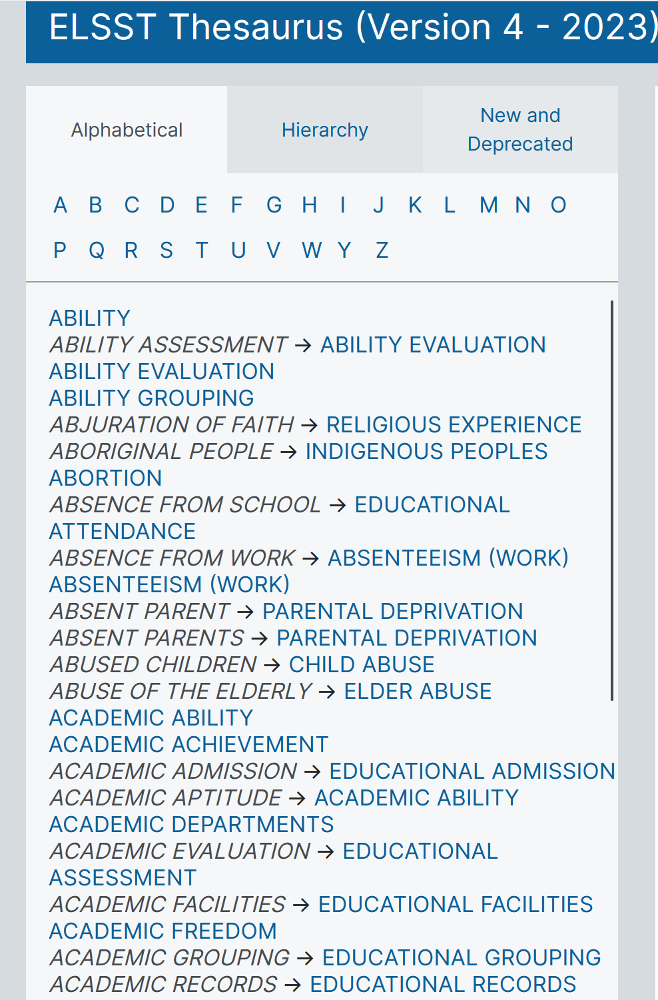 ELSST Thesaurus (Version 4 - 2023)
Alphabetical
Hierarchy
New and
Deprecated
A B C D E F G H I J K L M N O
P Q R S T U V W Y Z
ABILITY
ABILITY ASSESSMENT → ABILITY EVALUATION
ABILITY EVALUATION
ABILITY GROUPING
ABJURATION OF FAITH → RELIGIOUS EXPERIENCE
ABORIGINAL PEOPLE → INDIGENOUS PEOPLES
ABORTION
ABSENCE FROM SCHOOL → EDUCATIONAL
ATTENDANCE
ABSENCE FROM WORK → ABSENTEEISM (WORK)
ABSENTEEISM (WORK)
ABSENT PARENT → PARENTAL DEPRIVATION
ABSENT PARENTS → PARENTAL DEPRIVATION
ABUSED CHILDREN → CHILD ABUSE
ABUSE OF THE ELDERLY → ELDER ABUSE
ACADEMIC ABILITY
ACADEMIC ACHIEVEMENT
ACADEMIC ADMISSION → EDUCATIONAL ADMISSION
ACADEMIC APTITUDE → ACADEMIC ABILITY
ACADEMIC DEPARTMENTS
ACADEMIC EVALUATION → EDUCATIONAL
ASSESSMENT
ACADEMIC FACILITIES → EDUCATIONAL FACILITIES
ACADEMIC FREEDOM
ACADEMIC GROUPING → EDUCATIONAL GROUPING
ACADEMIC RECORDS → EDUCATIONAL RECORDS